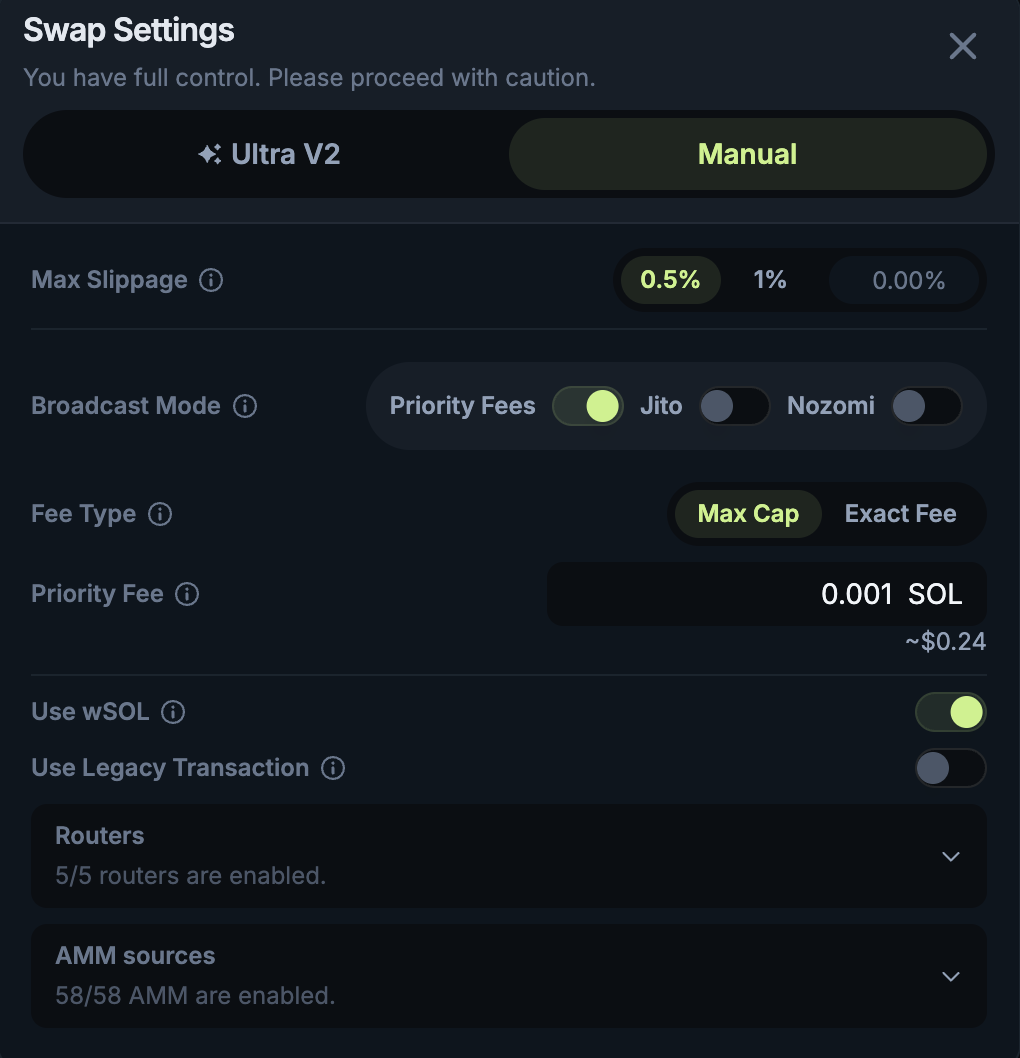 Swap Settings
You have full control. Please proceed with caution.
Ultra V2 Manual
Max Slippage 0.5% 1% 0.00%
Broadcast Mode Priority Fees Jito Nozomi
Fee Type Max Cap Exact Fee
Priority Fee 0.001 SOL
~$0.24
Use wSOL
Use Legacy Transaction
Routers
5/5 routers are enabled.
AMM sources
58/58 AMM are enabled.